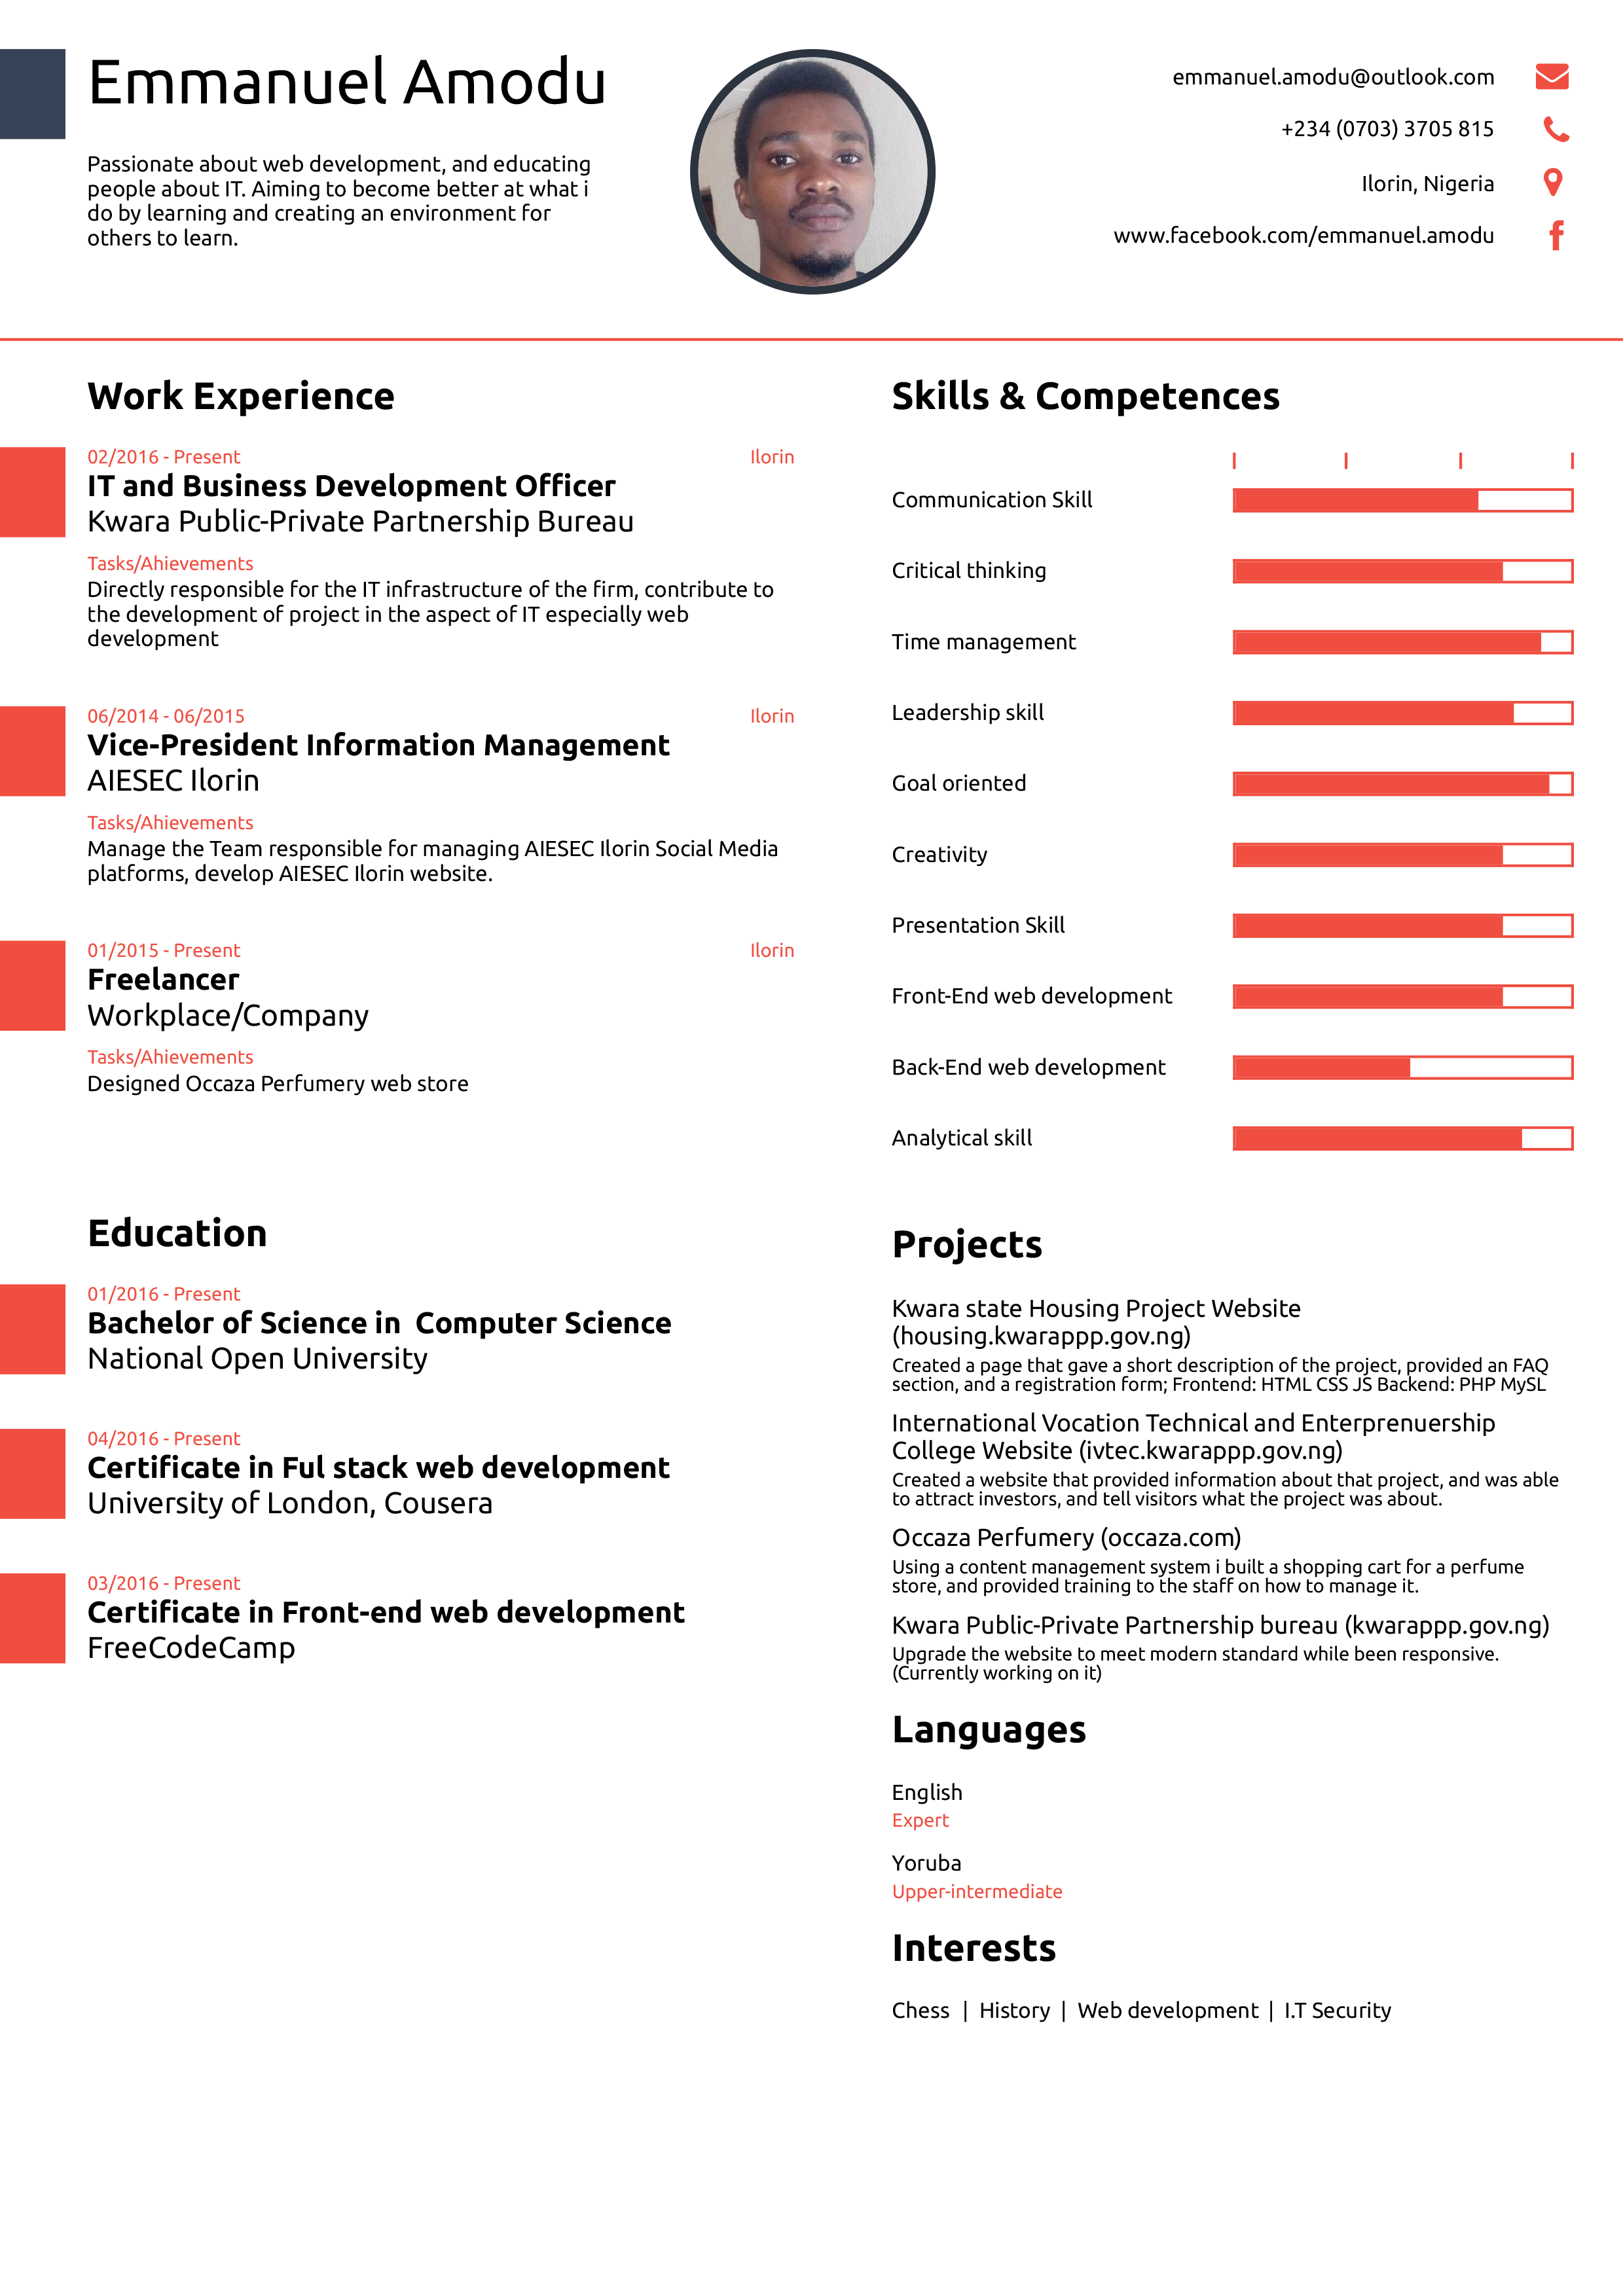 Emmanuel Amodu
Passionate about web development, and educating
people about IT. Aiming to become better at what i
do by learning and creating an environment for
others to learn.
emmanuel.amodu@outlook.com
+234 (0703) 3705 815
Ilorin, Nigeria
www.facebook.com/emmanuel.amodu
Work Experience
02/2016 - Present Ilorin
IT and Business Development Officer
Kwara Public-Private Partnership Bureau
Tasks/Ahievements
Directly responsible for the IT infrastructure of the firm, contribute to
the development of project in the aspect of IT especially web
development
06/2014 - 06/2015 Ilorin
Vice-President Information Management
AIESEC Ilorin
Tasks/Ahievements
Manage the Team responsible for managing AIESEC Ilorin Social Media
platforms, develop AIESEC Ilorin website.
01/2015 - Present Ilorin
Freelancer
Workplace/Company
Tasks/Ahievements
Designed Occaza Perfumery web store
Education
01/2016 - Present
Bachelor of Science in  Computer Science
National Open University
04/2016 - Present
Certificate in Ful stack web development
University of London, Cousera
03/2016 - Present
Certificate in Front-end web development
FreeCodeCamp
Skills & Competences
Communication Skill
Critical thinking
Time management
Leadership skill
Goal oriented
Creativity
Presentation Skill
Front-End web development
Back-End web development
Analytical skill
Projects
Kwara state Housing Project Website
(housing.kwarappp.gov.ng)
Created a page that gave a short description of the project, provided an FAQ
section, and a registration form; Frontend: HTML CSS JS Backend: PHP MySL
International Vocation Technical and Enterprenuership
College Website (ivtec.kwarappp.gov.ng)
Created a website that provided information about that project, and was able
to attract investors, and tell visitors what the project was about.
Occaza Perfumery (occaza.com)
Using a content management system i built a shopping cart for a perfume
store, and provided training to the staff on how to manage it.
Kwara Public-Private Partnership bureau (kwarappp.gov.ng)
Upgrade the website to meet modern standard while been responsive.
(Currently working on it)
Languages
English
Expert
Yoruba
Upper-intermediate
Interests
Chess | History | Web development | I.T Security